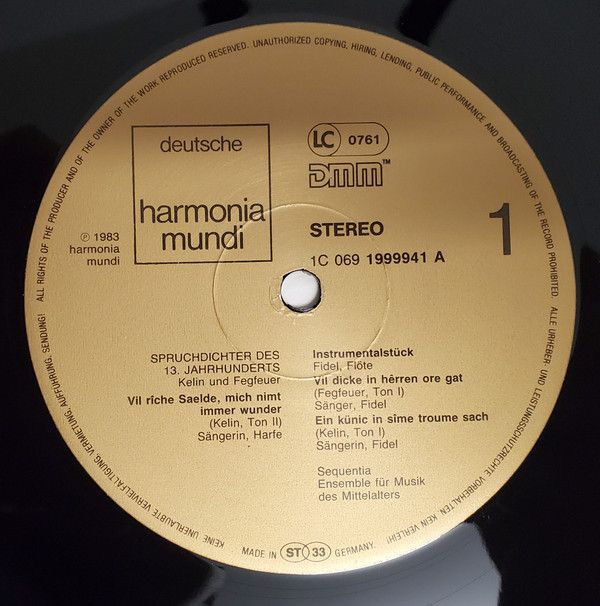 ALL RIGHTS OF THE PRODUCER AND OF THE OWNER OF THE WORK REPRODUCED RESERVED. UNAUTHORIZED COPYING, HIRING, LENDING, PUBLIC PERFORMANCE AND BROADCASTING OF THE RECORD PROHIBITED.
ALLE URHEBER- UND LEISTUNGSSCHUTZRECHTE VORBEHALTEN. KEIN VERLEIH! KEINE UNERLAUBTE VERVIELFÄLTIGUNG, VERMIETUNG, AUFFÜHRUNG, SENDUNG!
deutsche
harmonia
mundi
LC 0761
DMM™
℗ 1983
harmonia
mundi
STEREO
1
1C 069 1999941 A
SPRUCHDICHTER DES
13. JAHRHUNDERTS
Kelin und Fegfeuer
Vil rîche Saelde, mich nimt
immer wunder
(Kelin, Ton II)
Sängerin, Harfe
Instrumentalstück
Fidel, Flöte
Vil dicke in hêrren ore gat
(Fegfeuer, Ton I)
Sänger, Fidel
Ein künic in sîme troume sach
(Kelin, Ton I)
Sängerin, Fidel
Sequentia
Ensemble für Musik
des Mittelalters
MADE IN ST 33 GERMANY.